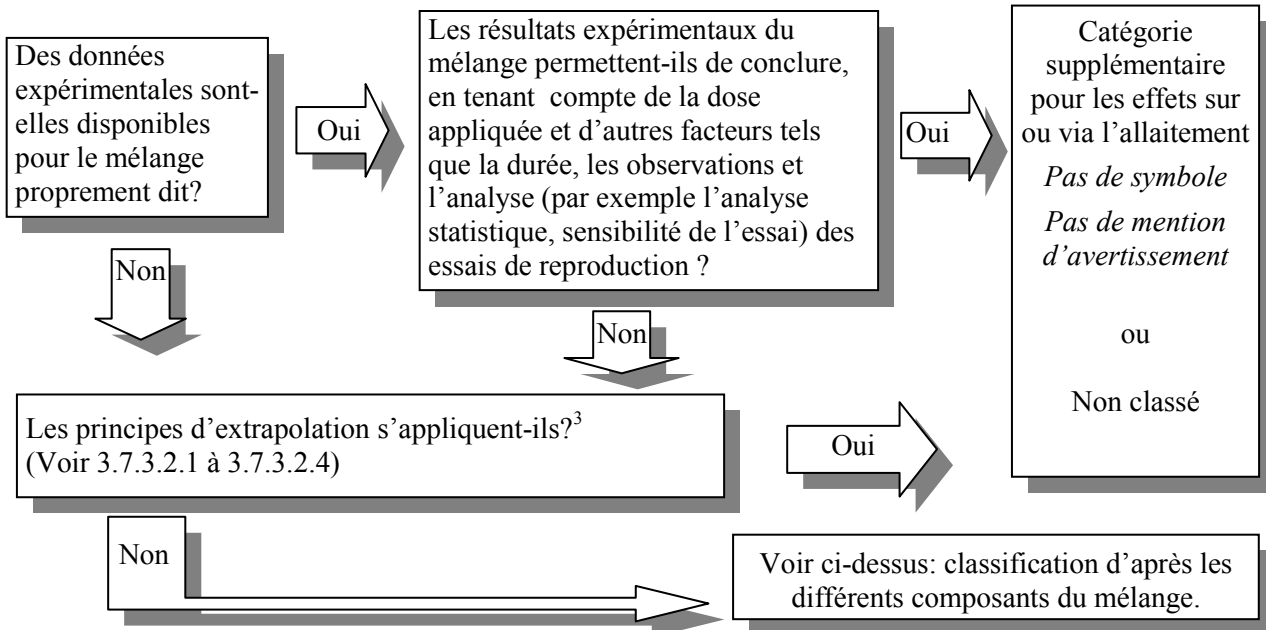 Des données
expérimentales sont-
elles disponibles
pour le mélange
proprement dit?
Oui
Les résultats expérimentaux du
mélange permettent-ils de conclure,
en tenant compte de la dose
appliquée et d'autres facteurs tels
que la durée, les observations et
l'analyse (par exemple l'analyse
statistique, sensibilité de l'essai) des
essais de reproduction ?
Oui
Catégorie
supplémentaire
pour les effets sur
ou via l'allaitement
Pas de symbole
Pas de mention
d'avertissement
ou
Non classé
Non
Non
Les principes d'extrapolation s'appliquent-ils?3
(Voir 3.7.3.2.1 à 3.7.3.2.4)
Oui
Non
Voir ci-dessus: classification d'après les
différents composants du mélange.